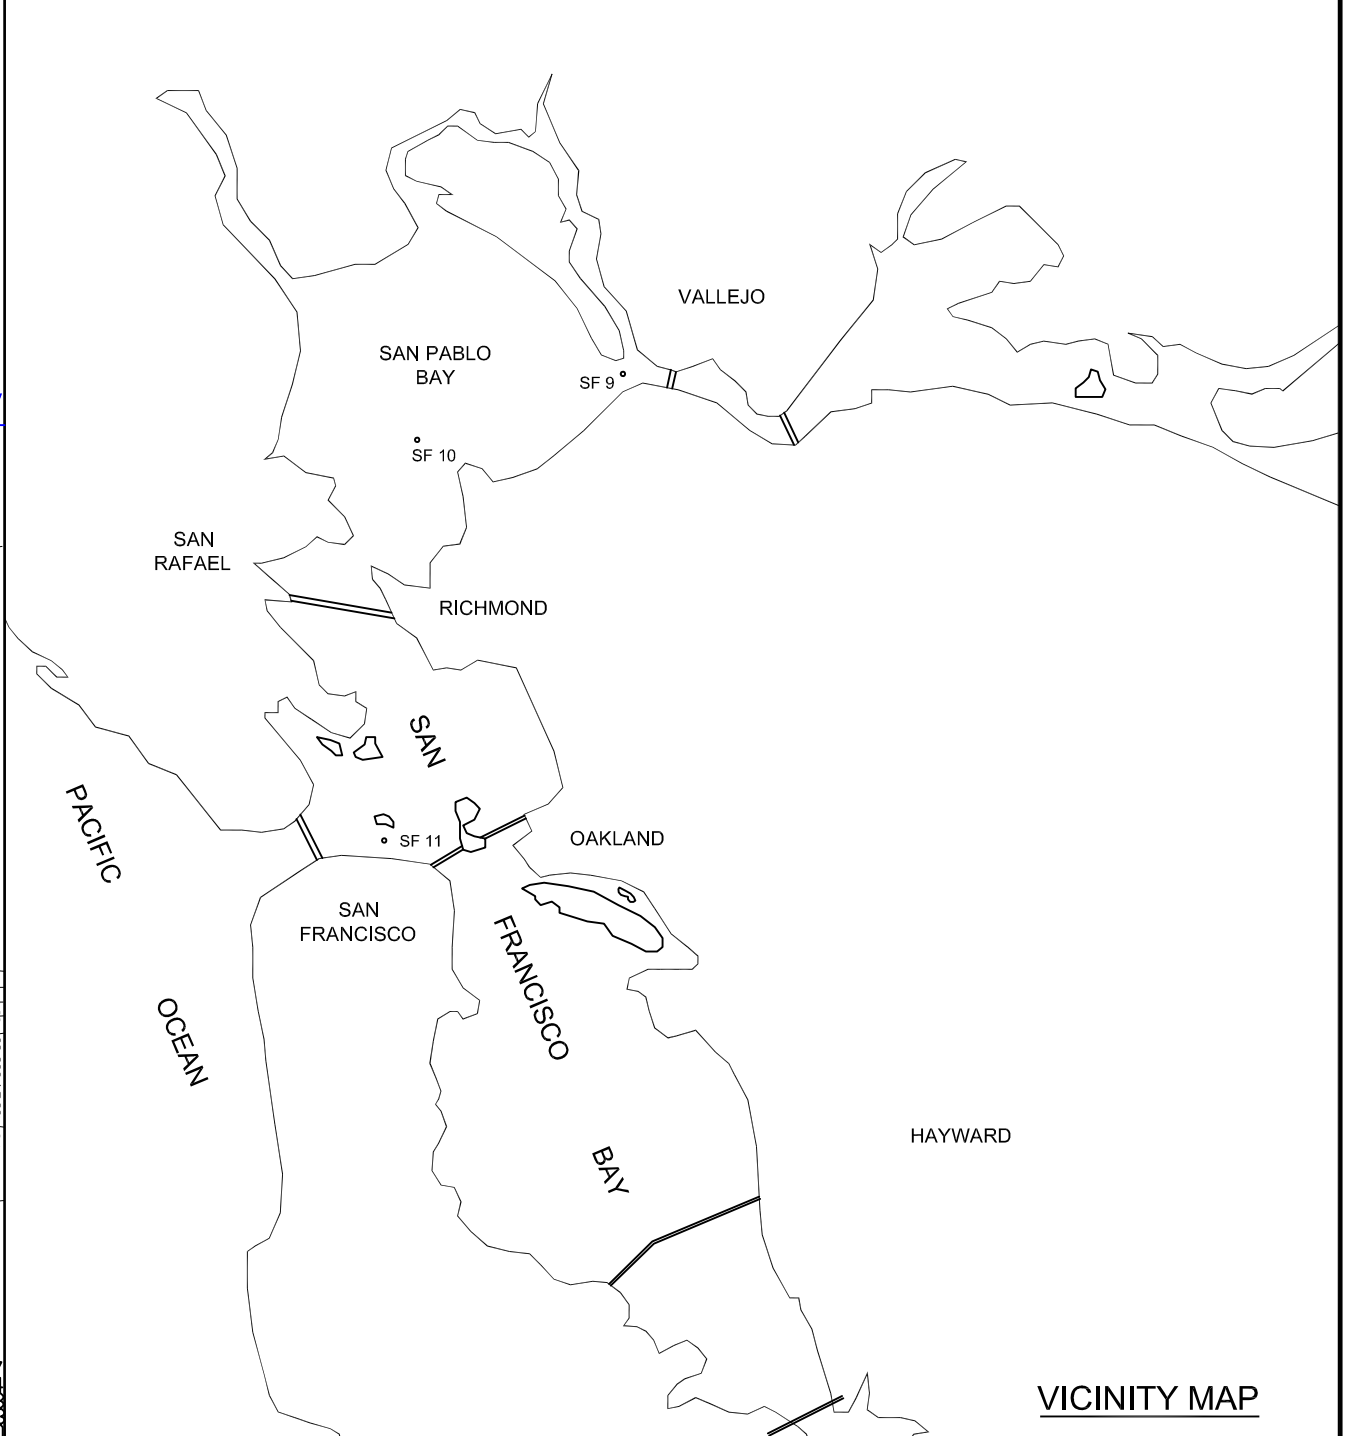 VALLEJO
SAN PABLO
BAY
SF 9
SF 10
SAN
RAFAEL
RICHMOND
SAN
PACIFIC
SF 11
OAKLAND
SAN
FRANCISCO
FRANCISCO
OCEAN
HAYWARD
BAY
VICINITY MAP